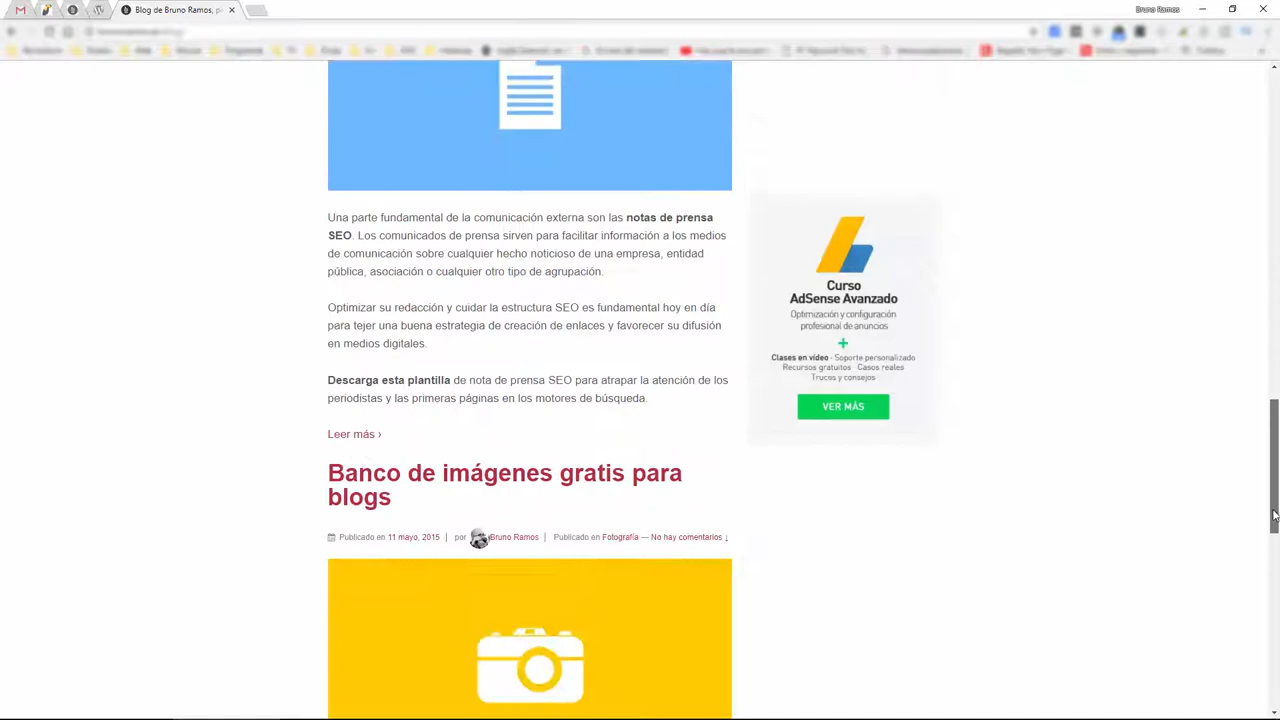 Blog de Bruno Ramos, pe
Bruno Ramos
Una parte fundamental de la comunicación externa son las notas de prensa
SEO. Los comunicados de prensa sirven para facilitar información a los medios
de comunicación sobre cualquier hecho noticioso de una empresa, entidad
pública, asociación o cualquier otro tipo de agrupación.
Optimizar su redacción y cuidar la estructura SEO es fundamental hoy en día
para tejer una buena estrategia de creación de enlaces y favorecer su difusión
en medios digitales.
Descarga esta plantilla de nota de prensa SEO para atrapar la atención de los
periodistas y las primeras páginas en los motores de búsqueda.
Leer más ›
Banco de imágenes gratis para
blogs
Publicado en 11 mayo, 2015 | por Bruno Ramos | Publicado en Fotografía — No hay comentarios ↓
Curso
AdSense Avanzado
Optimización y configuración
profesional de anuncios
+
Clases en vídeo · Soporte personalizado
Recursos gratuitos · Casos reales
Trucos y consejos
VER MÁS